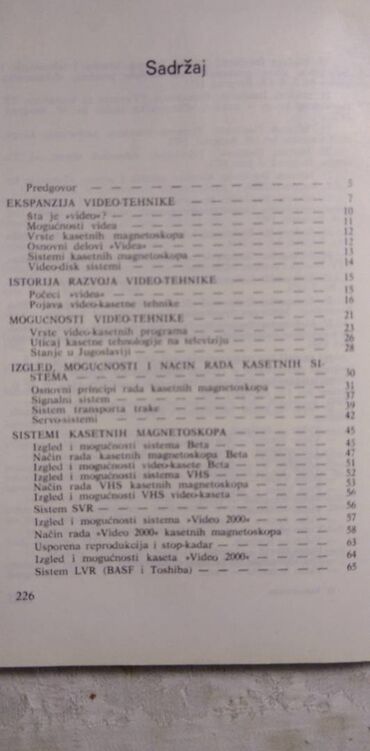 Sadržaj
Predgovor — — — — — — — — — — 5
EKSPANZIJA VIDEO-TEHNIKE — — — — — 7
Šta je »video«? — — — — — — — — — 10
Mogućnosti videa — — — — — — — — 11
Vrste kasetnih magnetoskopa — — — — — 12
Osnovni delovi »Videa« — — — — — — — 12
Sistemi kasetnih magnetoskopa — — — — — 13
Video-disk sistemi — — — — — — — — 14
ISTORIJA RAZVOJA VIDEO-TEHNIKE — — — 15
Počeci »videa« — — — — — — — — — 15
Pojava video-kasetne tehnike — — — — — 16
MOGUĆNOSTI VIDEO-TEHNIKE — — — — — 21
Vrste video-kasetnih programa — — — — — 23
Uticaj kasetne tehnologije na televiziju — — — 26
Stanje u Jugoslaviji — — — — — — — — 28
IZGLED, MOGUĆNOSTI I NAČIN RADA KASETNIH SI-
STEMA — — — — — — — — — — — 30
Osnovni principi rada kasetnih magnetoskopa — — 31
Signalni sistem — — — — — — — — — 37
Sistem transporta trake — — — — — — — 39
Servo-sistemi — — — — — — — — — — 42
SISTEMI KASETNIH MAGNETOSKOPA — — — — 45
Izgled i mogućnosti sistema Beta — — — — — 45
Način rada kasetnih magnetoskopa Beta — — — 47
Izgled i mogućnosti video-kasete Beta — — — — 51
Izgled i mogućnosti sistema VHS — — — — — 52
Način rada VHS kasetnih magnetoskopa — — — 53
Izgled i mogućnosti VHS video-kaseta — — — — 56
Sistem SVR — — — — — — — — — — 56
Izgled i mogućnosti sistema »Video 2000« — — — 57
Način rada »Video 2000« kasetnih magnetoskopa — 58
Usporena reprodukcija i stop-kadar — — — — 63
Izgled i mogućnosti kaseta »Video 2000« — — — 64
Sistem LVR (BASF i Toshiba) — — — — — — 65
226